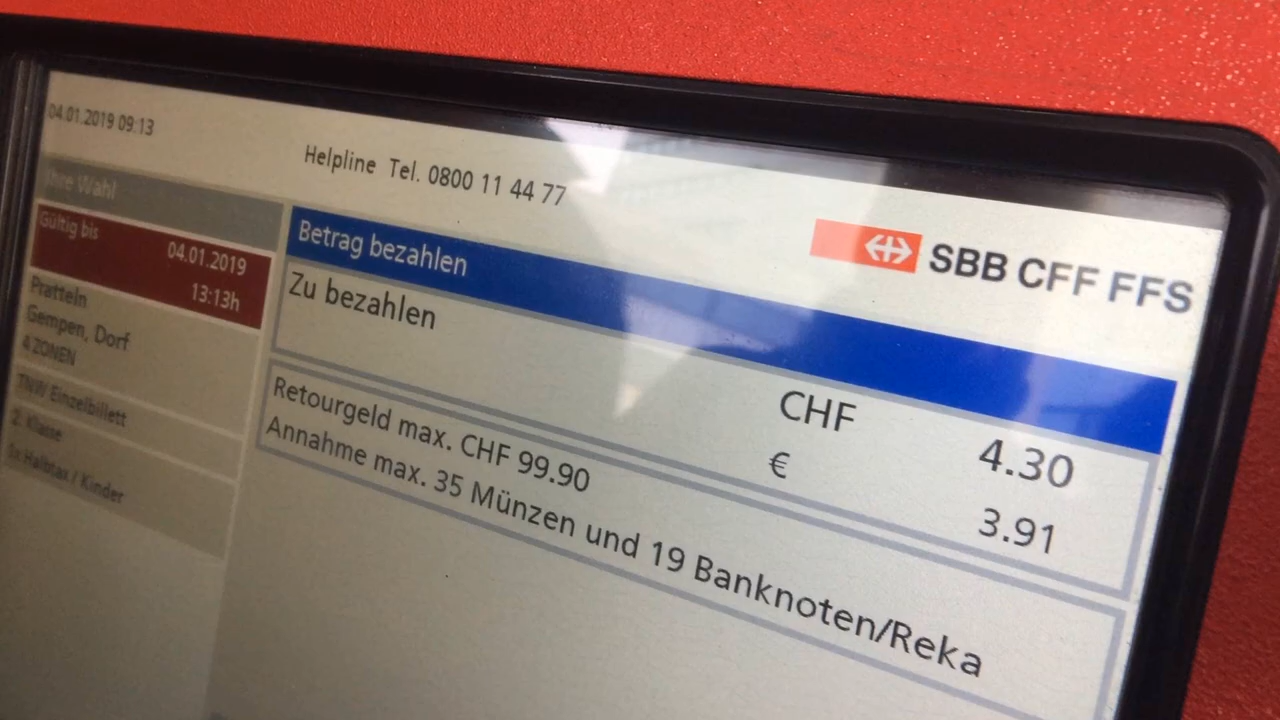 04.01.2019 09:13
Helpline Tel. 0800 11 44 77
SBB CFF FFS
Ihre Wahl
Gültig bis
04.01.2019
13:13h
Pratteln
Gempen, Dorf
4 ZONEN
TNW Einzelbillett
2. Klasse
1x Halbtax / Kinder
Betrag bezahlen
Zu bezahlen
CHF 4.30
€ 3.91
Retourgeld max. CHF 99.90
Annahme max. 35 Münzen und 19 Banknoten/Reka